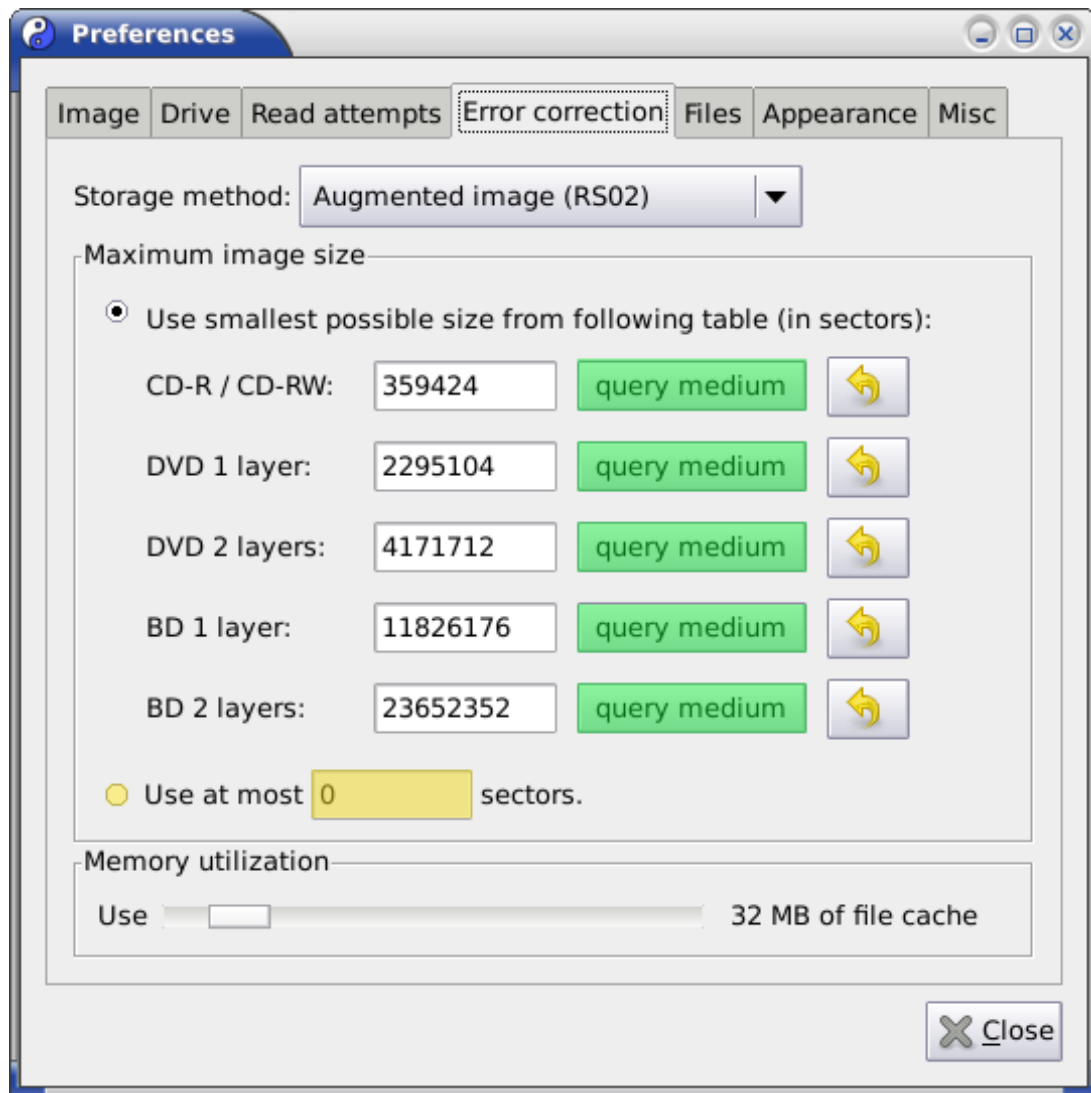 Preferences
Image Drive Read attempts Error correction Files Appearance Misc
Storage method: Augmented image (RS02)
Maximum image size
Use smallest possible size from following table (in sectors):
CD-R / CD-RW: 359424 query medium
DVD 1 layer: 2295104 query medium
DVD 2 layers: 4171712 query medium
BD 1 layer: 11826176 query medium
BD 2 layers: 23652352 query medium
Use at most 0 sectors.
Memory utilization
Use 32 MB of file cache
Close